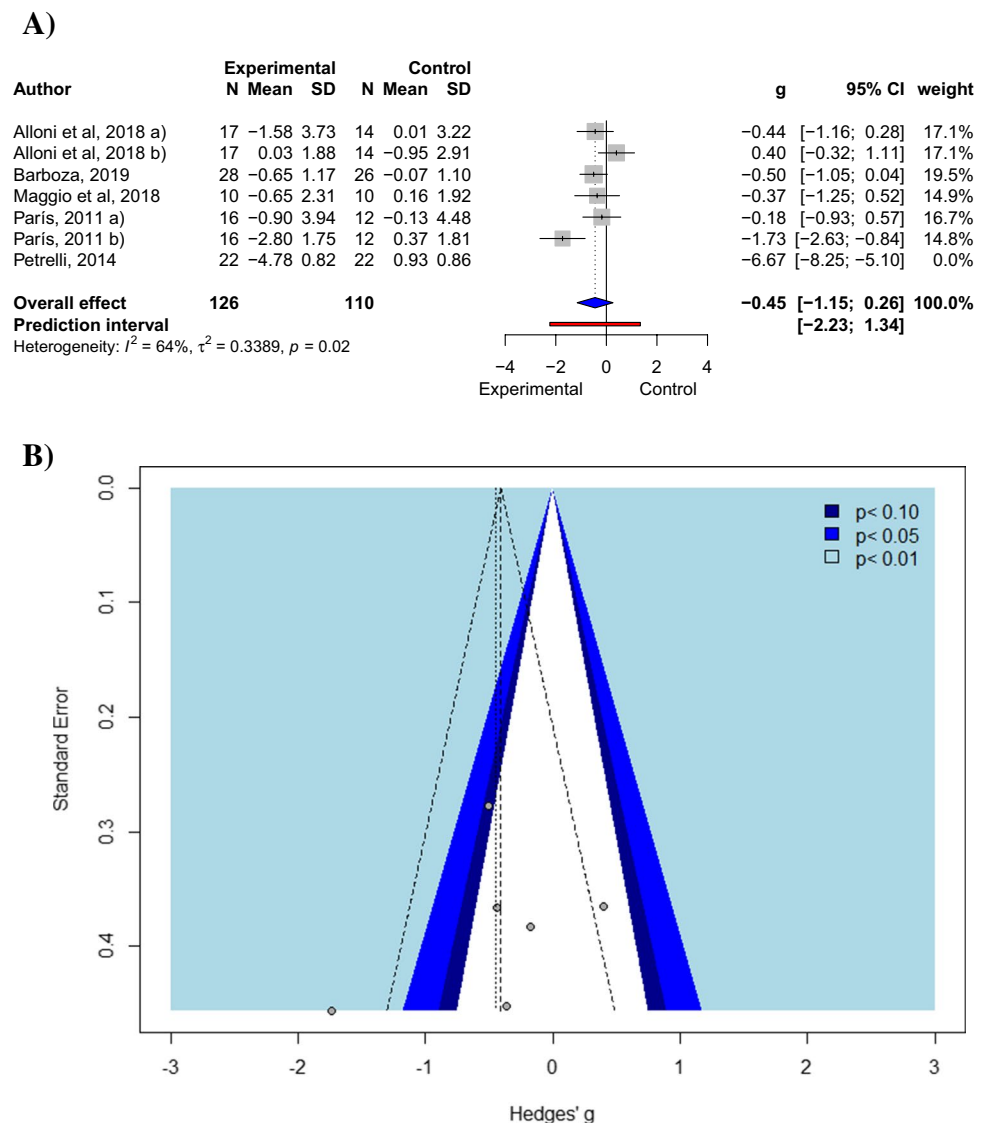 A)
Experimental Control
Author N Mean SD N Mean SD g 95% CI weight
Alloni et al, 2018 a) 17 −1.58 3.73 14 0.01 3.22 −0.44 [−1.16; 0.28] 17.1%
Alloni et al, 2018 b) 17 0.03 1.88 14 −0.95 2.91 0.40 [−0.32; 1.11] 17.1%
Barboza, 2019 28 −0.65 1.17 26 −0.07 1.10 −0.50 [−1.05; 0.04] 19.5%
Maggio et al, 2018 10 −0.65 2.31 10 0.16 1.92 −0.37 [−1.25; 0.52] 14.9%
París, 2011 a) 16 −0.90 3.94 12 −0.13 4.48 −0.18 [−0.93; 0.57] 16.7%
París, 2011 b) 16 −2.80 1.75 12 0.37 1.81 −1.73 [−2.63; −0.84] 14.8%
Petrelli, 2014 22 −4.78 0.82 22 0.93 0.86 −6.67 [−8.25; −5.10] 0.0%
Overall effect 126 110 −0.45 [−1.15; 0.26] 100.0%
Prediction interval [−2.23; 1.34]
Heterogeneity: I² = 64%, τ² = 0.3389, p = 0.02
−4 −2 0 2 4
Experimental Control
B)
0.0
0.1
0.2
0.3
0.4
Standard Error
p< 0.10
p< 0.05
p< 0.01
-3 -2 -1 0 1 2 3
Hedges' g